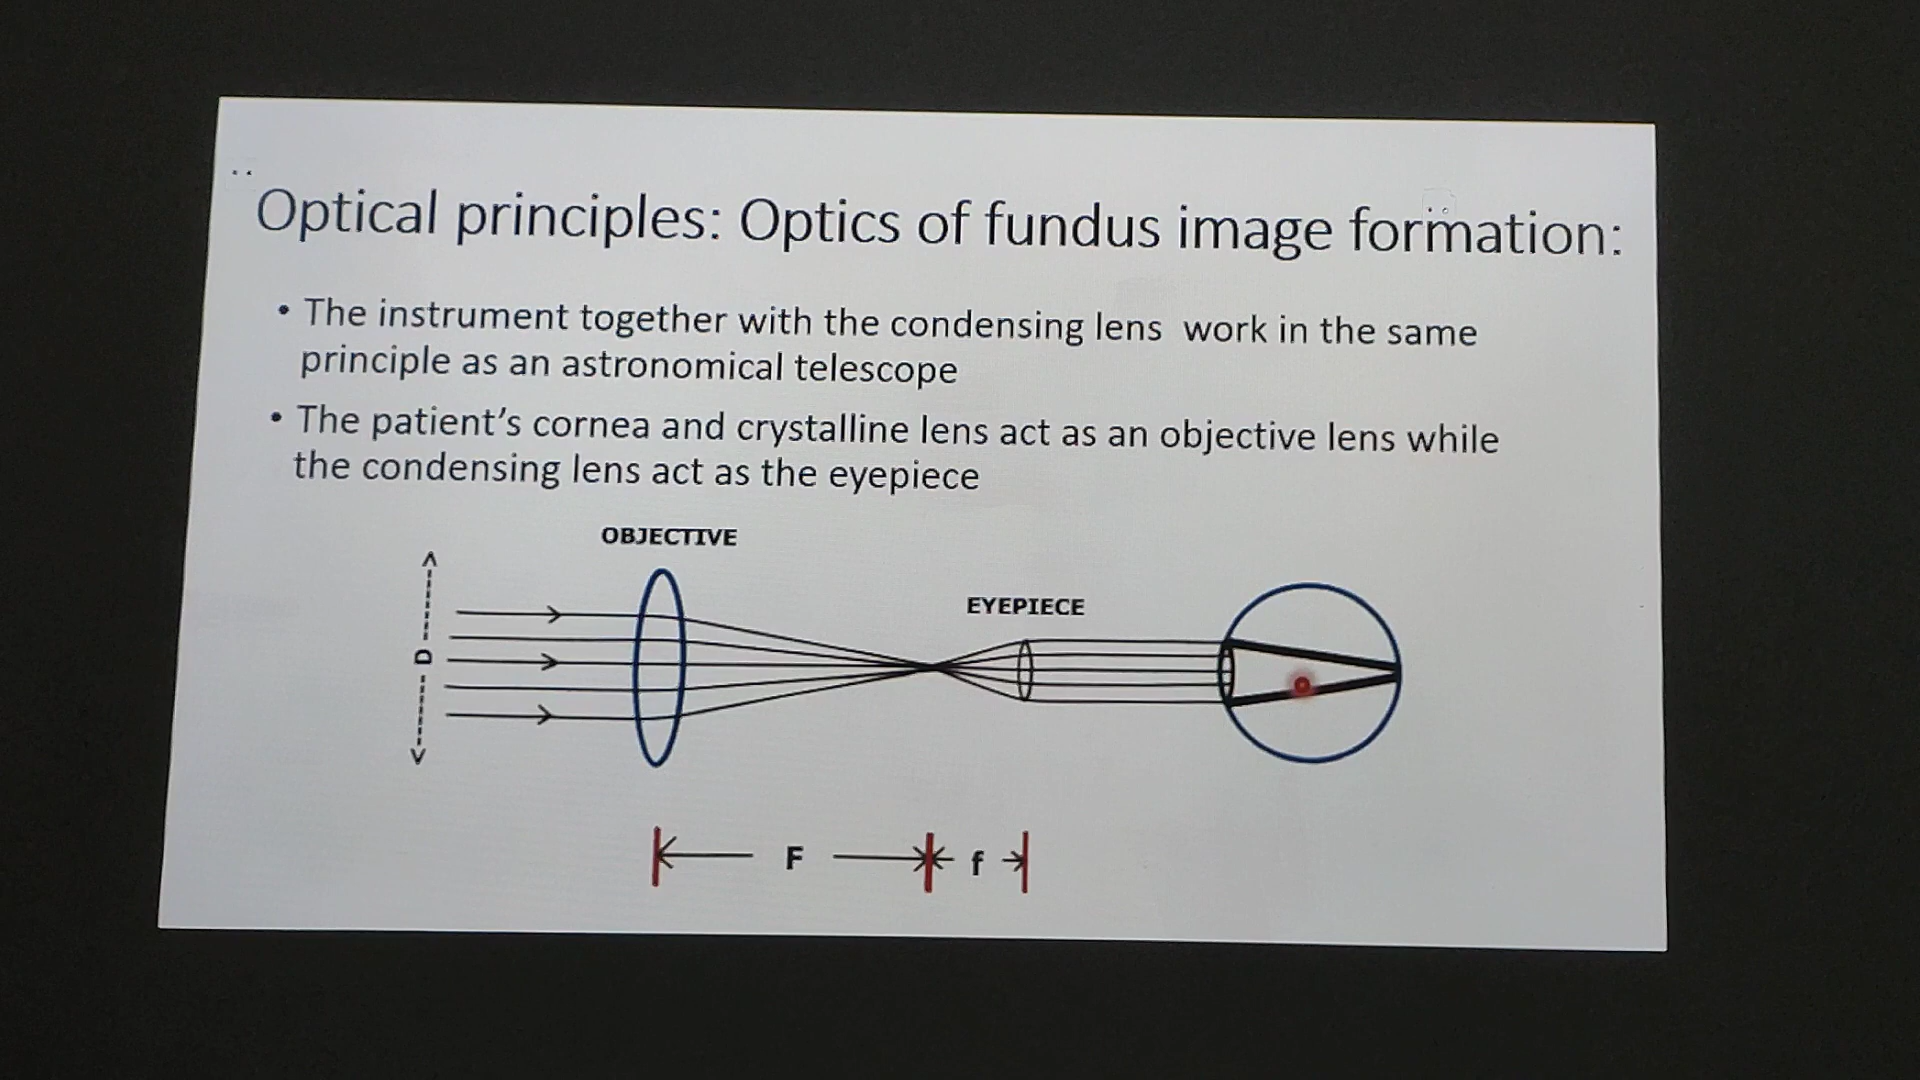 Optical principles: Optics of fundus image formation:
• The instrument together with the condensing lens work in the same
principle as an astronomical telescope
• The patient's cornea and crystalline lens act as an objective lens while
the condensing lens act as the eyepiece
OBJECTIVE
EYEPIECE
D
F
f